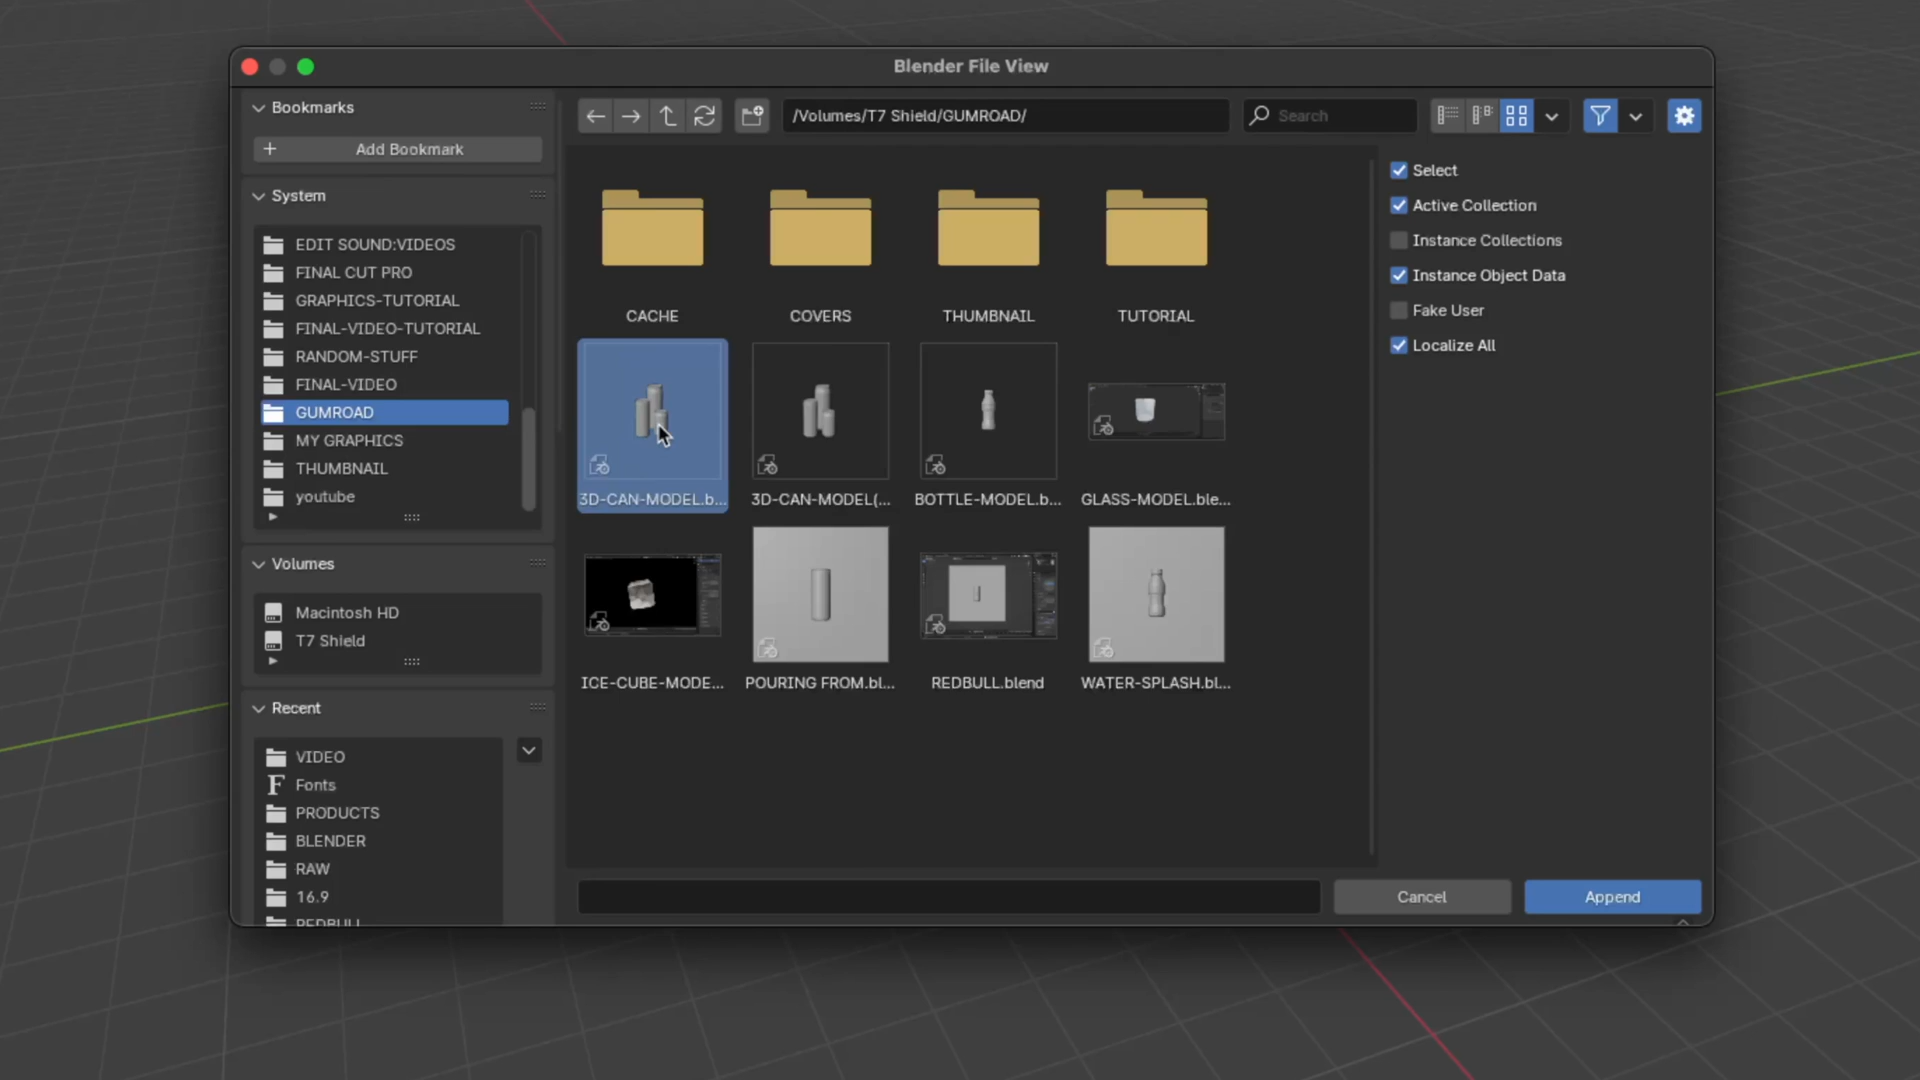 Blender File View
Bookmarks
Add Bookmark
System
EDIT SOUND:VIDEOS
FINAL CUT PRO
GRAPHICS-TUTORIAL
FINAL-VIDEO-TUTORIAL
RANDOM-STUFF
FINAL-VIDEO
GUMROAD
MY GRAPHICS
THUMBNAIL
youtube
Volumes
Macintosh HD
T7 Shield
Recent
VIDEO
Fonts
PRODUCTS
BLENDER
RAW
16.9
REDBULL
/Volumes/T7 Shield/GUMROAD/
Search
CACHE
COVERS
THUMBNAIL
TUTORIAL
3D-CAN-MODEL.b...
3D-CAN-MODEL(...
BOTTLE-MODEL.b...
GLASS-MODEL.ble...
ICE-CUBE-MODE...
POURING FROM.bl...
REDBULL.blend
WATER-SPLASH.bl...
Select
Active Collection
Instance Collections
Instance Object Data
Fake User
Localize All
Cancel
Append